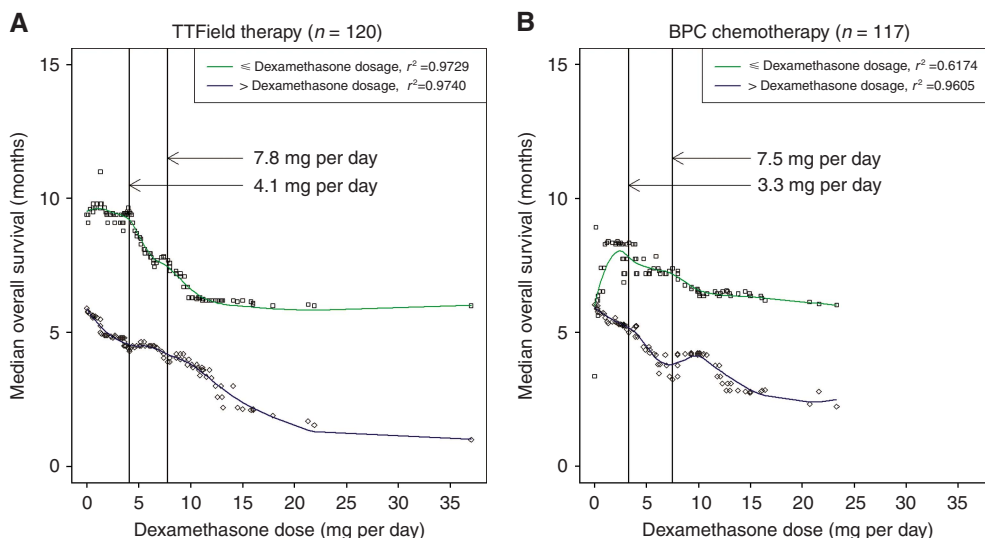 A
TTField therapy (n = 120)
15
10
5
0
Median overall survival (months)
⩽ Dexamethasone dosage, r² =0.9729
> Dexamethasone dosage, r² =0.9740
7.8 mg per day
4.1 mg per day
0 5 10 15 20 25 30 35
Dexamethasone dose (mg per day)
B
BPC chemotherapy (n = 117)
15
10
5
0
Median overall survival (months)
⩽ Dexamethasone dosage, r² =0.6174
> Dexamethasone dosage, r² =0.9605
7.5 mg per day
3.3 mg per day
0 5 10 15 20 25 30 35
Dexamethasone dose (mg per day)